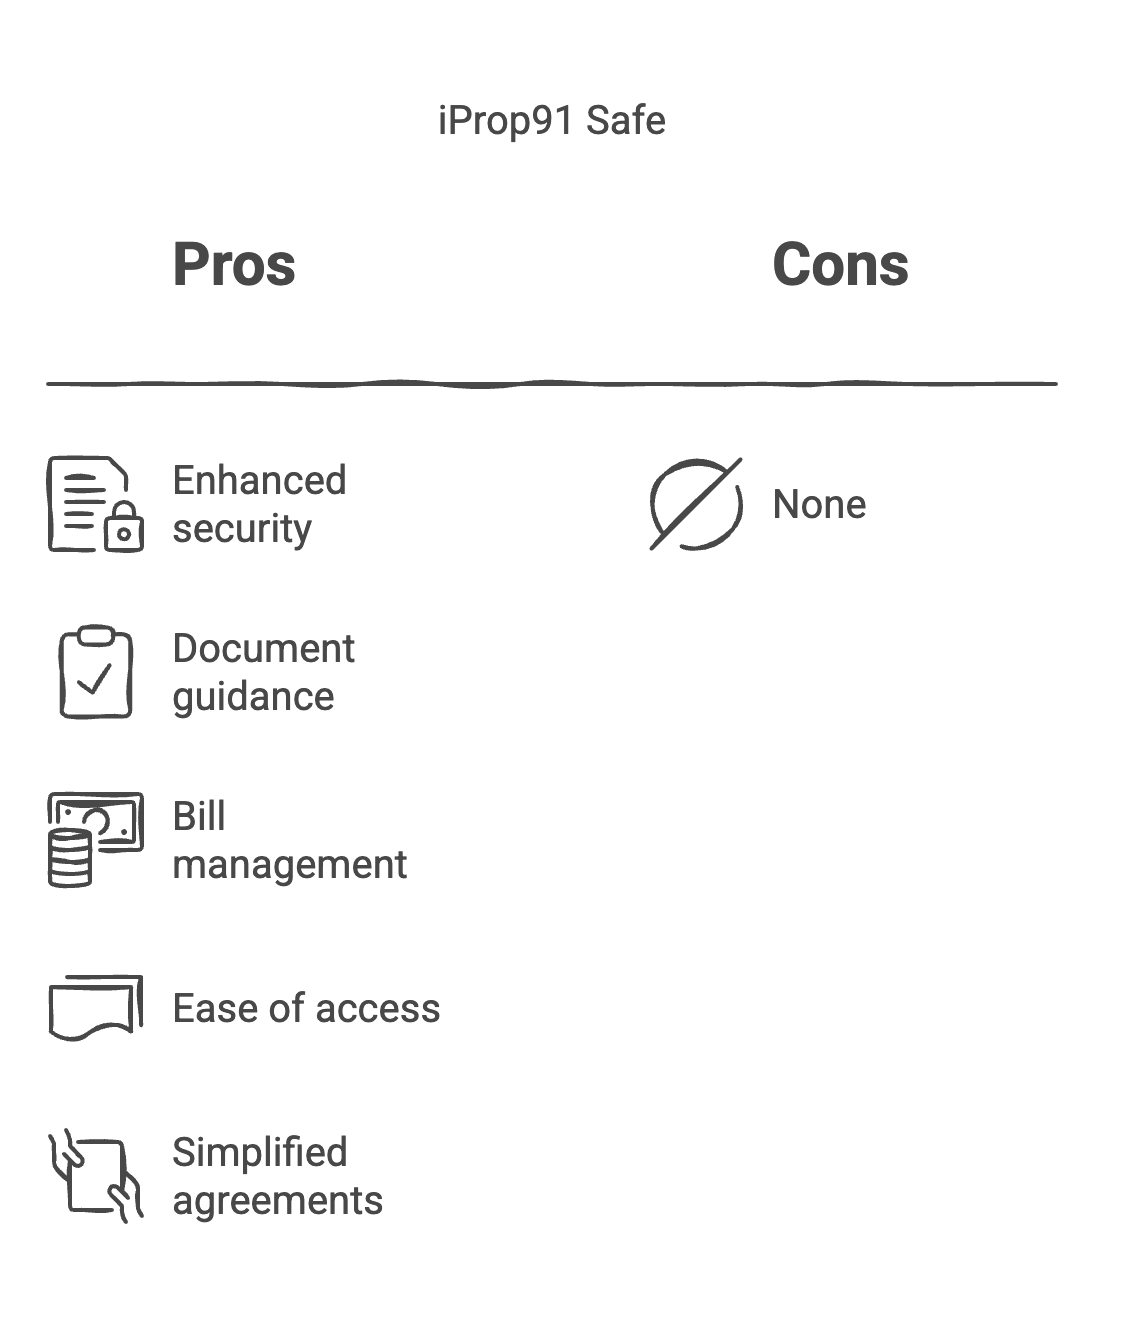 iProp91 Safe
Pros
Cons
Enhanced
security
None
Document
guidance
Bill
management
Ease of access
Simplified
agreements